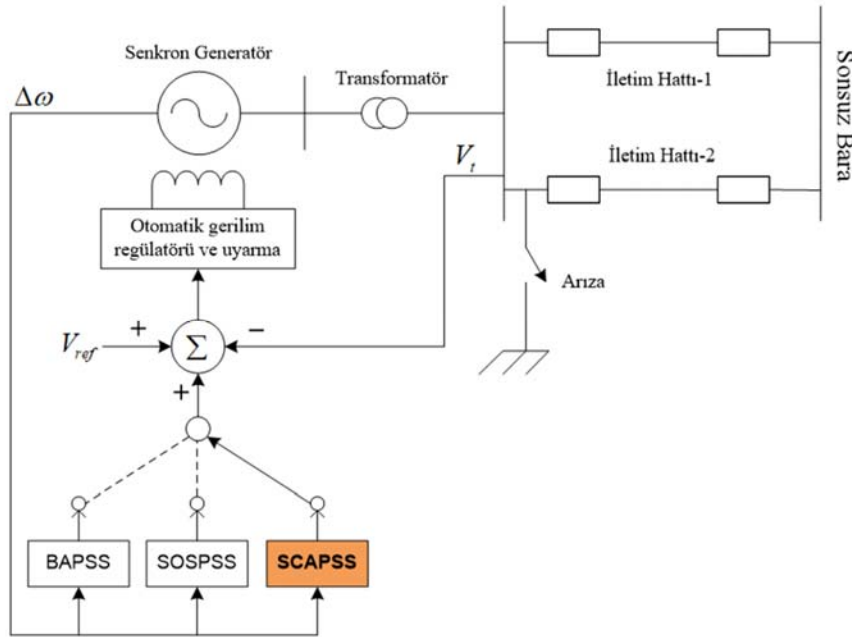 Senkron Generatör
Transformatör
Δω
İletim Hattı-1
Sonsuz Bara
V_t
İletim Hattı-2
Otomatik gerilim
regülatörü ve uyarma
Arıza
V_ref
+
−
Σ
+
BAPSS
SOSPSS
SCAPSS